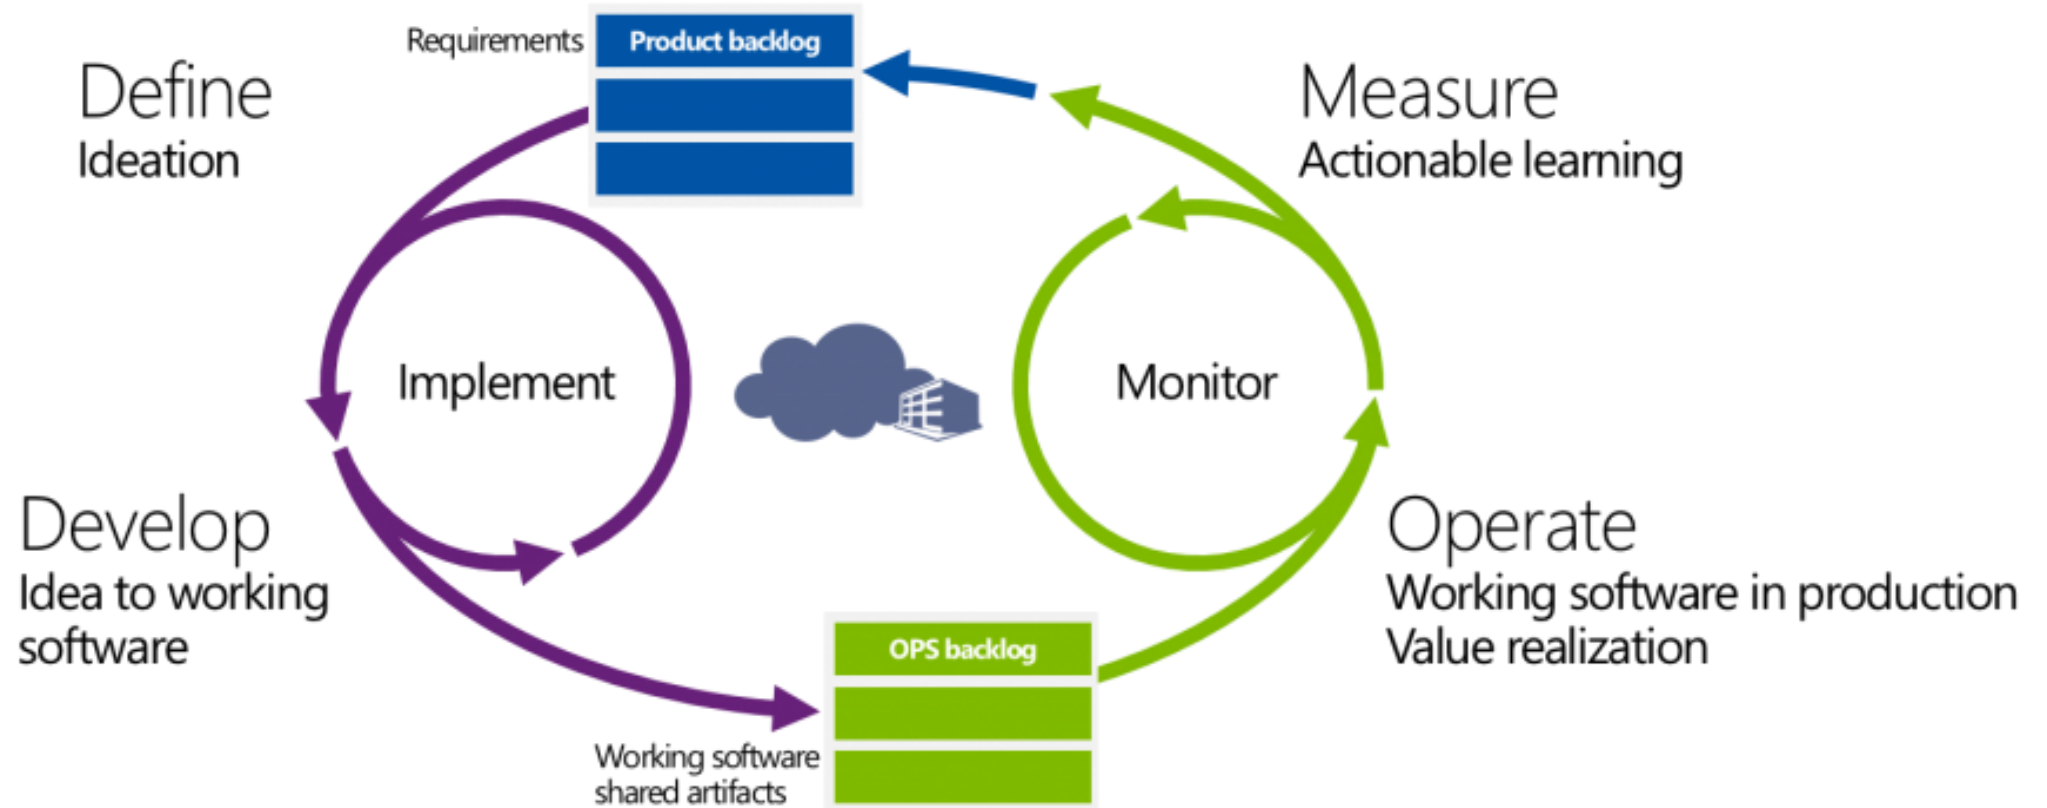 Requirements
Product backlog
Define
Ideation
Measure
Actionable learning
Implement
Monitor
Develop
Idea to working
software
Operate
Working software in production
Value realization
OPS backlog
Working software
shared artifacts